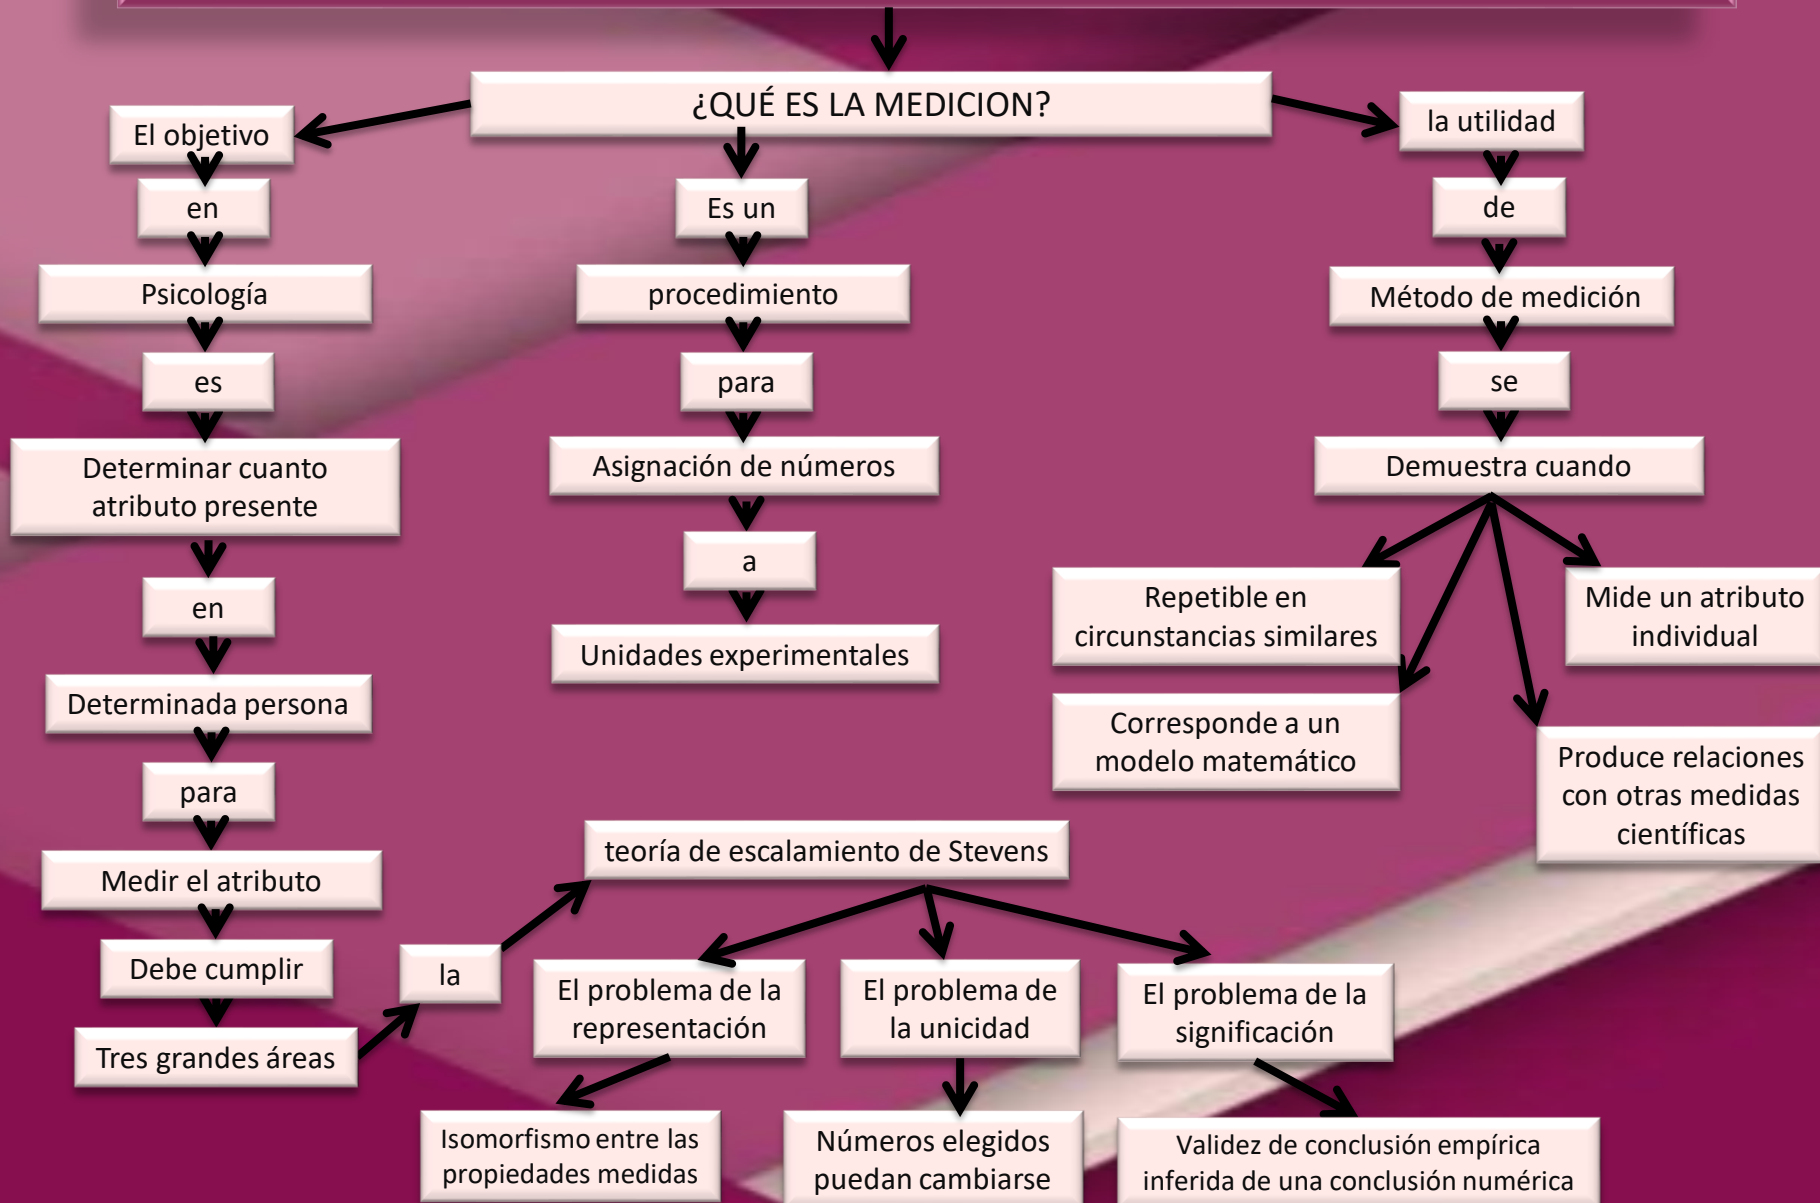 ¿QUÉ ES LA MEDICION?
El objetivo
en
Psicología
es
Determinar cuanto
atributo presente
en
Determinada persona
para
Medir el atributo
Debe cumplir
Tres grandes áreas
la
teoría de escalamiento de Stevens
El problema de la
representación
Isomorfismo entre las
propiedades medidas
El problema de
la unicidad
Números elegidos
puedan cambiarse
El problema de la
significación
Validez de conclusión empírica
inferida de una conclusión numérica
Es un
procedimiento
para
Asignación de números
a
Unidades experimentales
la utilidad
de
Método de medición
se
Demuestra cuando
Repetible en
circunstancias similares
Corresponde a un
modelo matemático
Produce relaciones
con otras medidas
científicas
Mide un atributo
individual